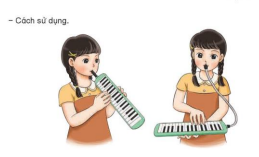 – Cách sử dụng.